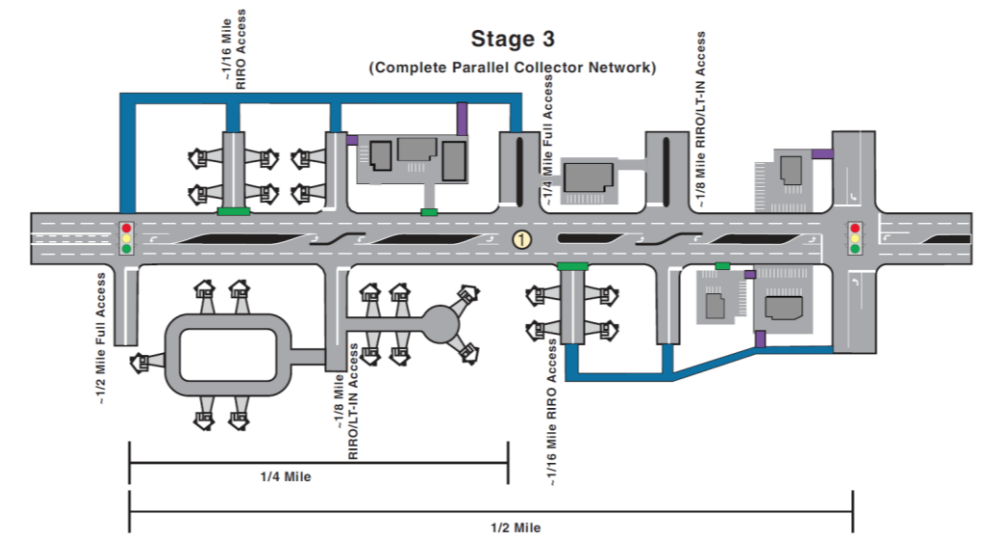 Stage 3
(Complete Parallel Collector Network)
~1/16 Mile
RIRO Access
~1/4 Mile Full Access
~1/8 Mile RIRO/LT-IN Access
1
~1/2 Mile Full Access
~1/8 Mile
RIRO/LT-IN Access
~1/16 Mile RIRO Access
1/4 Mile
1/2 Mile